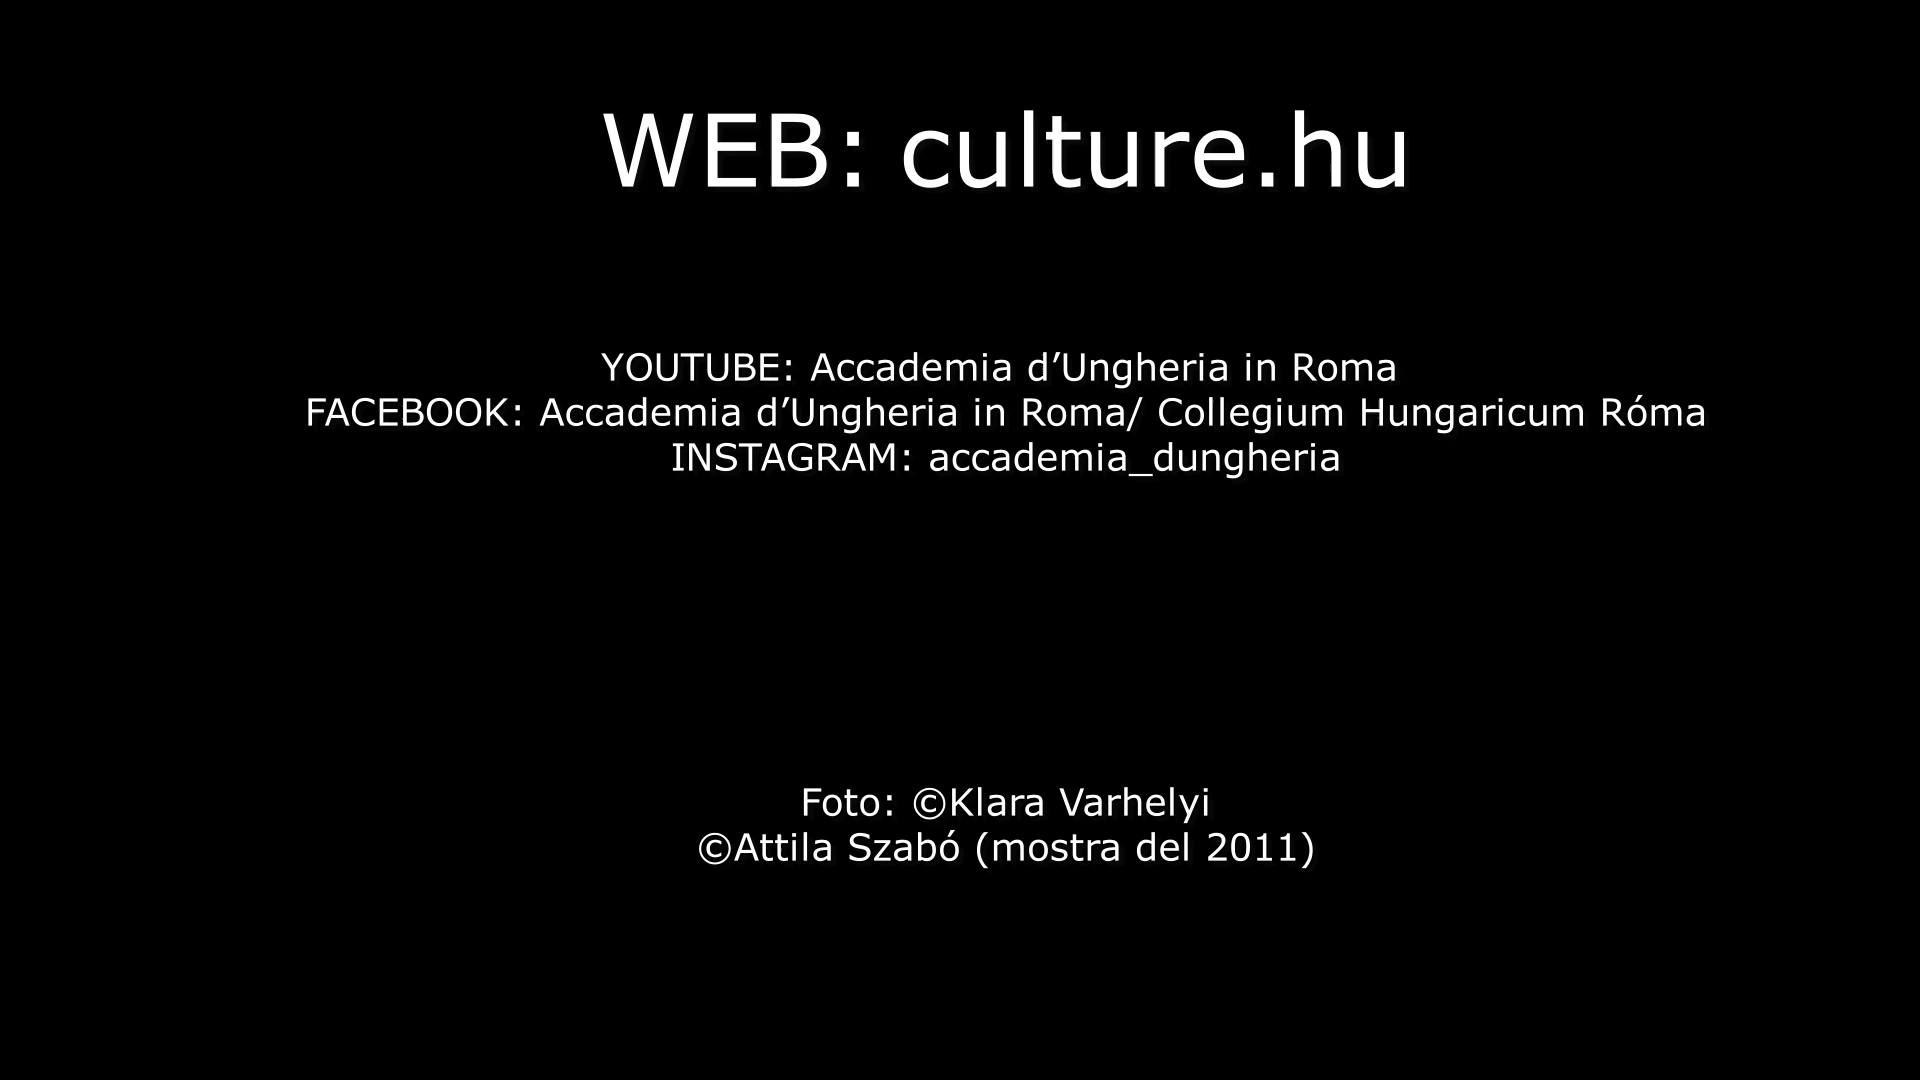 WEB: culture.hu
YOUTUBE: Accademia d’Ungheria in Roma
FACEBOOK: Accademia d’Ungheria in Roma/ Collegium Hungaricum Róma
INSTAGRAM: accademia_dungheria
Foto: ©Klara Varhelyi
©Attila Szabó (mostra del 2011)